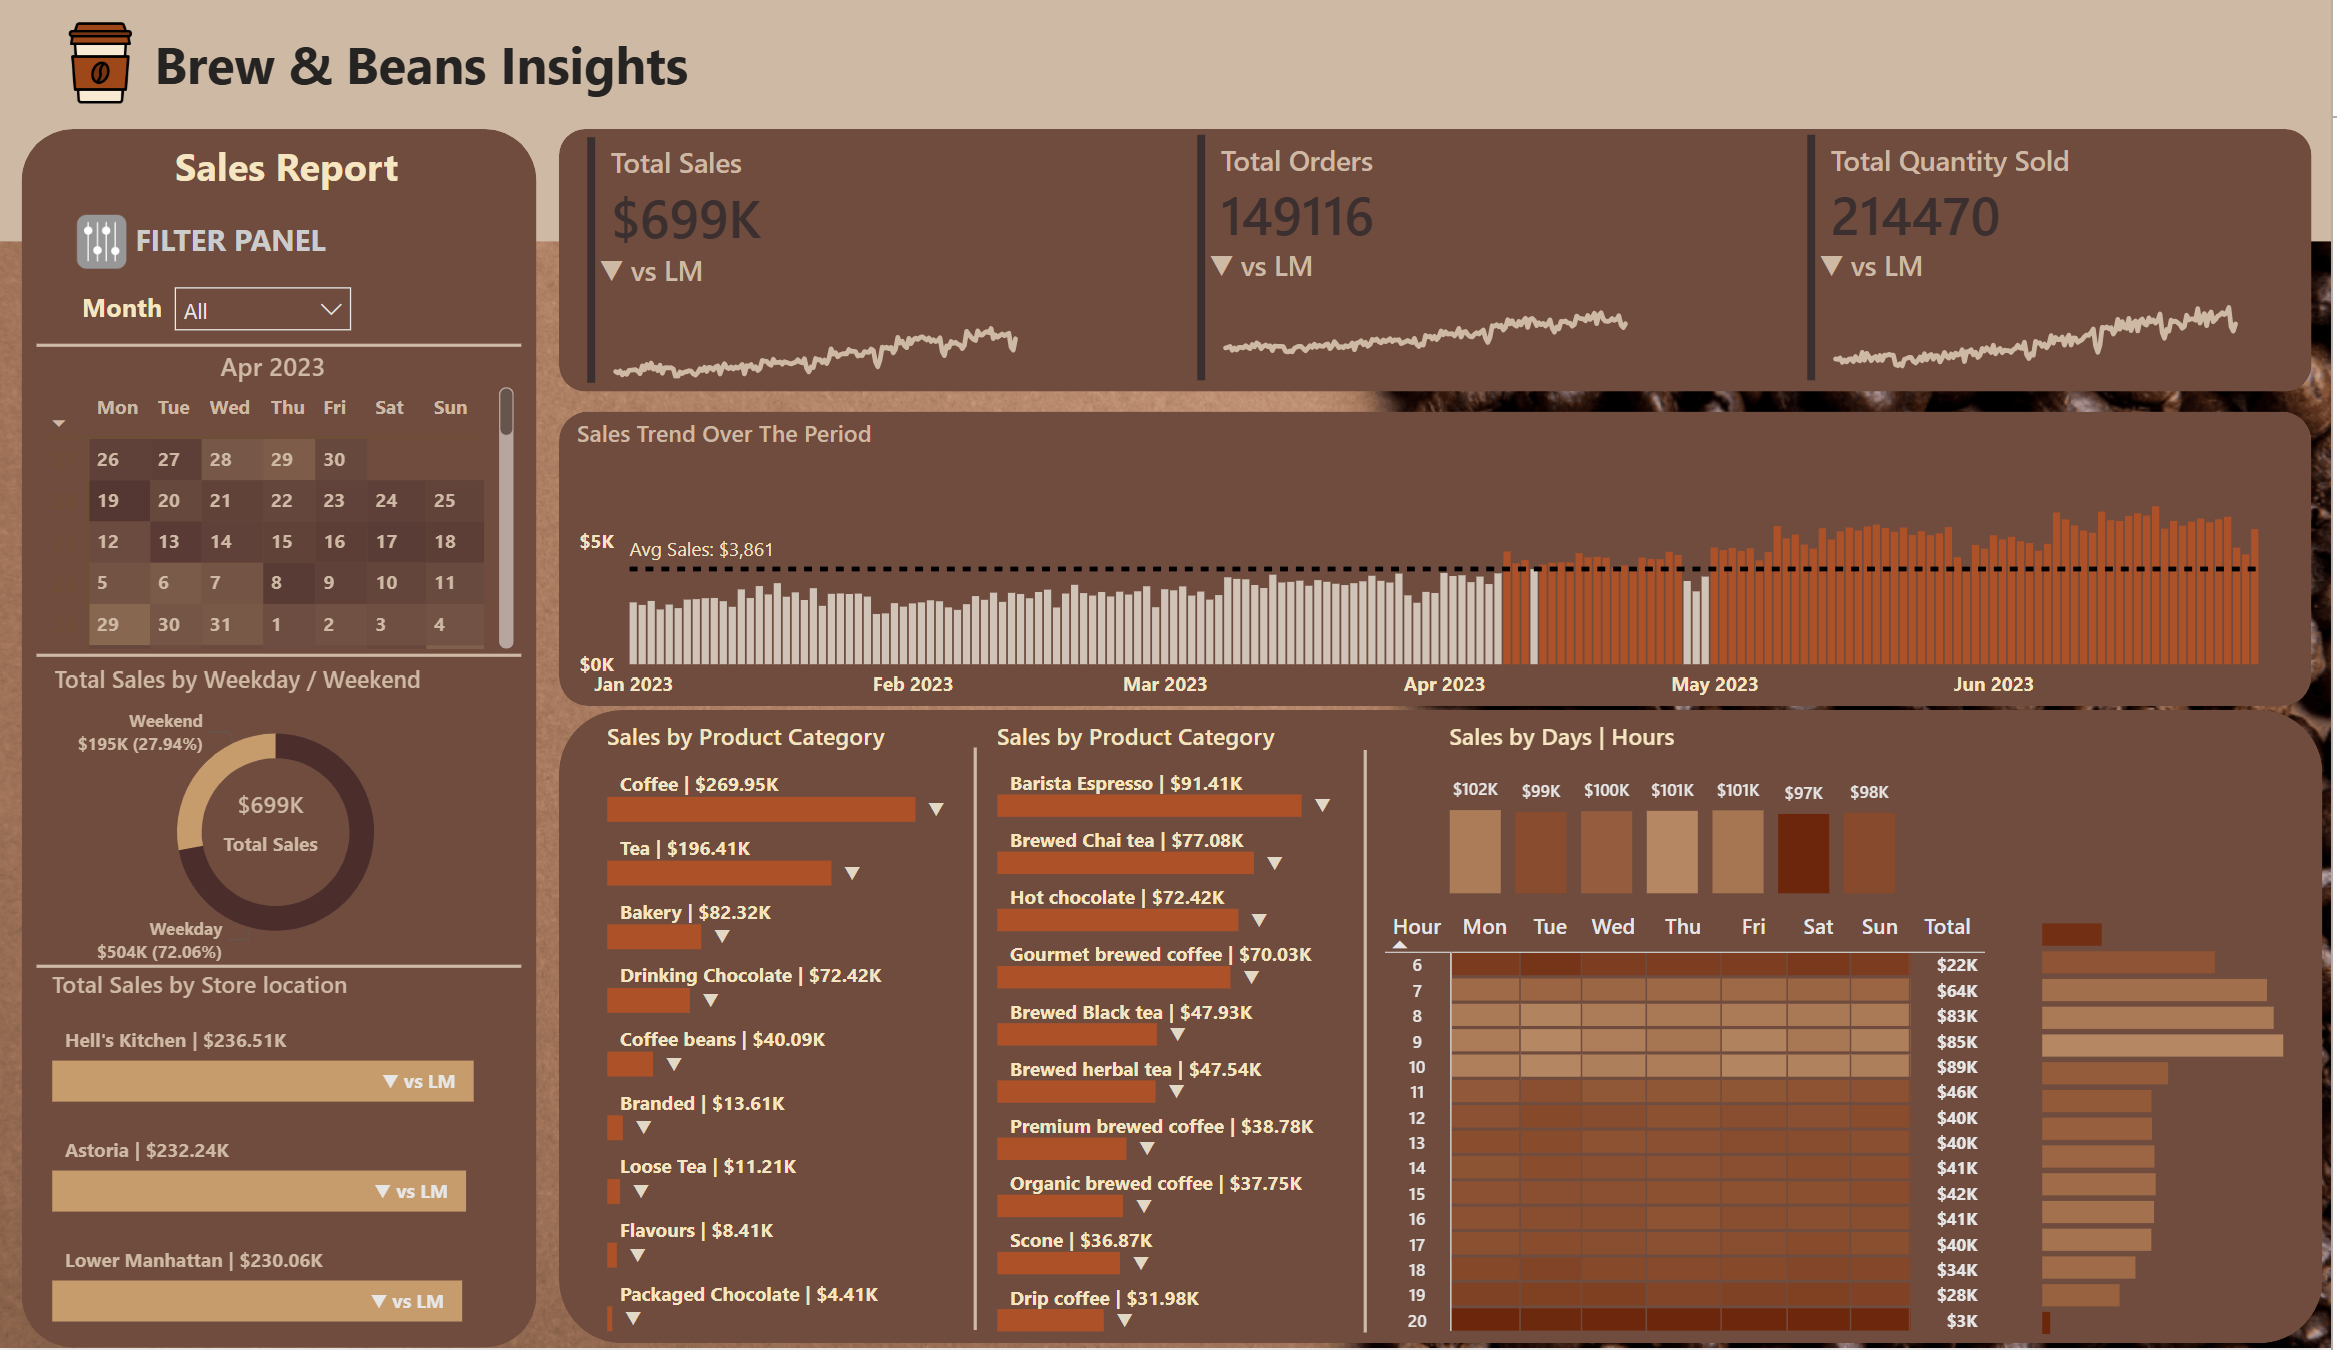 Brew & Beans Insights
Sales Report
FILTER PANEL
Month All
Apr 2023
Mon Tue Wed Thu Fri Sat Sun
26 27 28 29 30
19 20 21 22 23 24 25
12 13 14 15 16 17 18
5 6 7 8 9 10 11
29 30 31 1 2 3 4
Total Sales by Weekday / Weekend
Weekend
$195K (27.94%)
$699K
Total Sales
Weekday
$504K (72.06%)
Total Sales by Store location
Hell's Kitchen | $236.51K
▼ vs LM
Astoria | $232.24K
▼ vs LM
Lower Manhattan | $230.06K
▼ vs LM
Total Sales
$699K
▼ vs LM
Total Orders
149116
▼ vs LM
Total Quantity Sold
214470
▼ vs LM
Sales Trend Over The Period
$5K
Avg Sales: $3,861
$0K
Jan 2023 Feb 2023 Mar 2023 Apr 2023 May 2023 Jun 2023
Sales by Product Category
Coffee | $269.95K
▼
Tea | $196.41K
▼
Bakery | $82.32K
▼
Drinking Chocolate | $72.42K
▼
Coffee beans | $40.09K
▼
Branded | $13.61K
▼
Loose Tea | $11.21K
▼
Flavours | $8.41K
▼
Packaged Chocolate | $4.41K
▼
Sales by Product Category
Barista Espresso | $91.41K
▼
Brewed Chai tea | $77.08K
▼
Hot chocolate | $72.42K
▼
Gourmet brewed coffee | $70.03K
▼
Brewed Black tea | $47.93K
▼
Brewed herbal tea | $47.54K
▼
Premium brewed coffee | $38.78K
▼
Organic brewed coffee | $37.75K
▼
Scone | $36.87K
▼
Drip coffee | $31.98K
▼
Sales by Days | Hours
$102K $99K $100K $101K $101K $97K $98K
Hour Mon Tue Wed Thu Fri Sat Sun Total
6 $22K
7 $64K
8 $83K
9 $85K
10 $89K
11 $46K
12 $40K
13 $40K
14 $41K
15 $42K
16 $41K
17 $40K
18 $34K
19 $28K
20 $3K